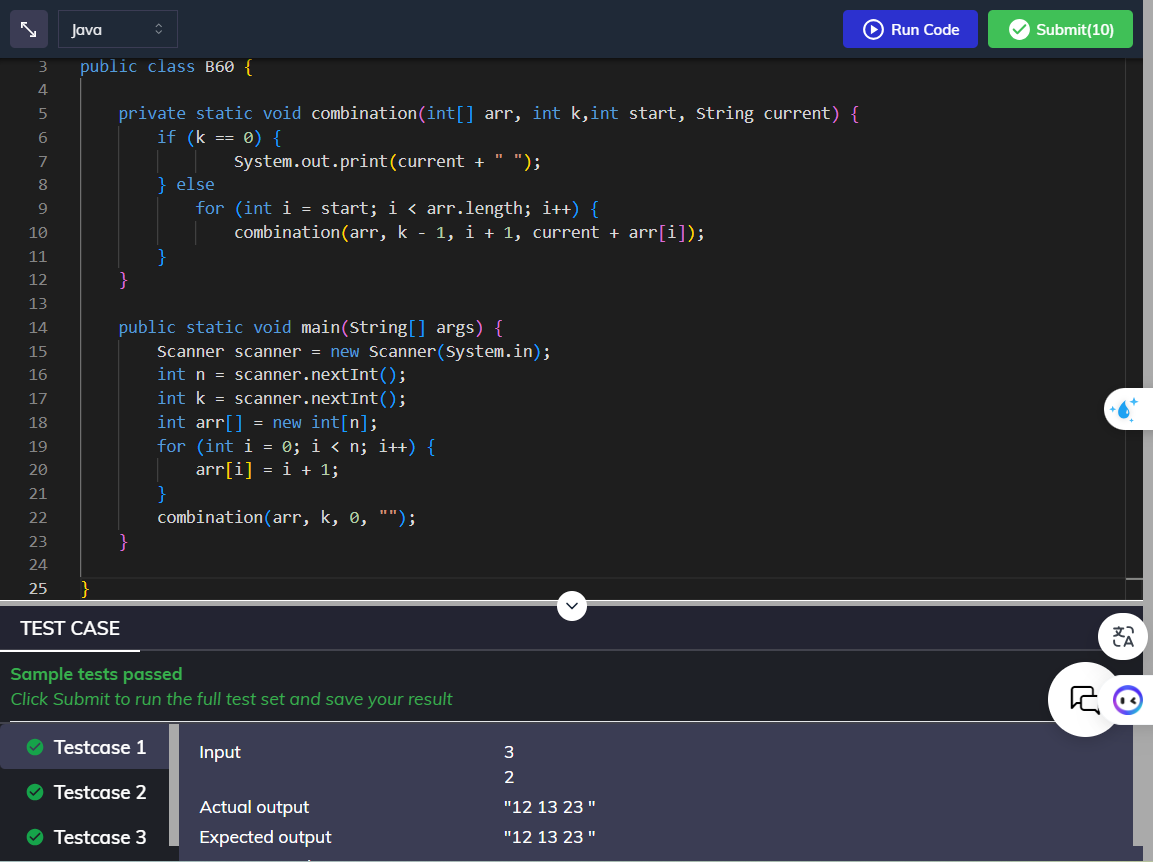 Java
Run Code
Submit(10)
3 public class B60 {
4
5     private static void combination(int[] arr, int k,int start, String current) {
6         if (k == 0) {
7                 System.out.print(current + " ");
8         } else
9             for (int i = start; i < arr.length; i++) {
10                 combination(arr, k - 1, i + 1, current + arr[i]);
11         }
12     }
13
14     public static void main(String[] args) {
15         Scanner scanner = new Scanner(System.in);
16         int n = scanner.nextInt();
17         int k = scanner.nextInt();
18         int arr[] = new int[n];
19         for (int i = 0; i < n; i++) {
20             arr[i] = i + 1;
21         }
22         combination(arr, k, 0, "");
23     }
24
25 }
TEST CASE
文A
Sample tests passed
Click Submit to run the full test set and save your result
Testcase 1
Testcase 2
Testcase 3
Input 3
2
Actual output "12 13 23 "
Expected output "12 13 23 "